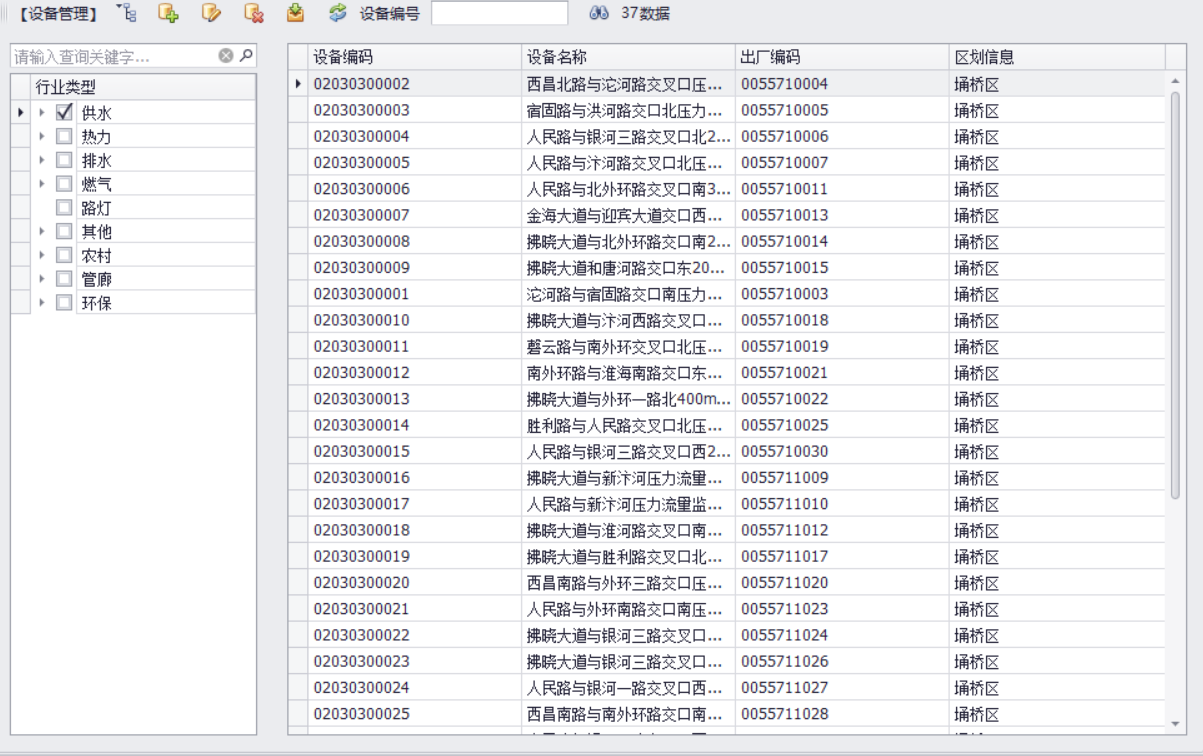 【设备管理】 设备编号 37数据
请输入查询关键字...
行业类型
供水
热力
排水
燃气
路灯
其他
农村
管廊
环保
设备编码 设备名称 出厂编码 区划信息
02030300002 西昌北路与沱河路交叉口压... 0055710004 埇桥区
02030300003 宿固路与洪河路交口北压力... 0055710005 埇桥区
02030300004 人民路与银河三路交叉口北2... 0055710006 埇桥区
02030300005 人民路与汴河路交叉口北压... 0055710007 埇桥区
02030300006 人民路与北外环路交叉口南3... 0055710011 埇桥区
02030300007 金海大道与迎宾大道交口西... 0055710013 埇桥区
02030300008 拂晓大道与北外环路交口南2... 0055710014 埇桥区
02030300009 拂晓大道和唐河路交口东20... 0055710015 埇桥区
02030300001 沱河路与宿固路交口南压力... 0055710003 埇桥区
02030300010 拂晓大道与汴河西路交叉口... 0055710018 埇桥区
02030300011 磬云路与南外环交叉口北压... 0055710019 埇桥区
02030300012 南外环路与淮海南路交口东... 0055710021 埇桥区
02030300013 拂晓大道与外环一路北400m... 0055710022 埇桥区
02030300014 胜利路与人民路交叉口北压... 0055710025 埇桥区
02030300015 人民路与银河三路交叉口西2... 0055710030 埇桥区
02030300016 拂晓大道与新汴河压力流量... 0055711009 埇桥区
02030300017 人民路与新汴河压力流量监... 0055711010 埇桥区
02030300018 拂晓大道与淮河路交叉口南... 0055711012 埇桥区
02030300019 拂晓大道与胜利路交叉口北... 0055711017 埇桥区
02030300020 西昌南路与外环三路交口压... 0055711020 埇桥区
02030300021 人民路与外环南路交口南压... 0055711023 埇桥区
02030300022 拂晓大道与银河三路交叉口... 0055711024 埇桥区
02030300023 拂晓大道与银河三路交叉口... 0055711026 埇桥区
02030300024 人民路与银河一路交叉口西... 0055711027 埇桥区
02030300025 西昌南路与南外环路交口南... 0055711028 埇桥区